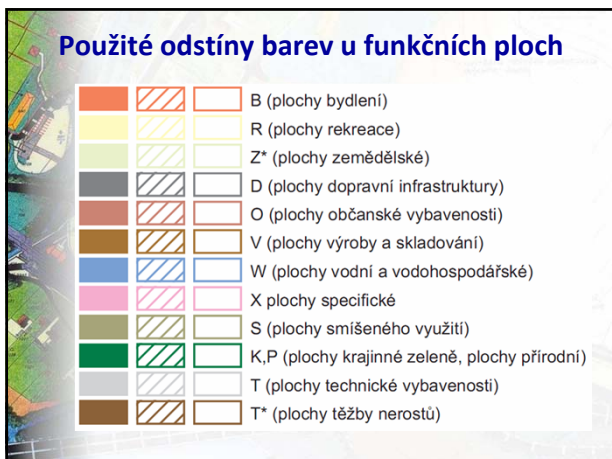 Použité odstíny barev u funkčních ploch
B (plochy bydlení)
R (plochy rekreace)
Z* (plochy zemědělské)
D (plochy dopravní infrastruktury)
O (plochy občanské vybavenosti)
V (plochy výroby a skladování)
W (plochy vodní a vodohospodářské)
X plochy specifické
S (plochy smíšeného využití)
K,P (plochy krajinné zeleně, plochy přírodní)
T (plochy technické vybavenosti)
T* (plochy těžby nerostů)